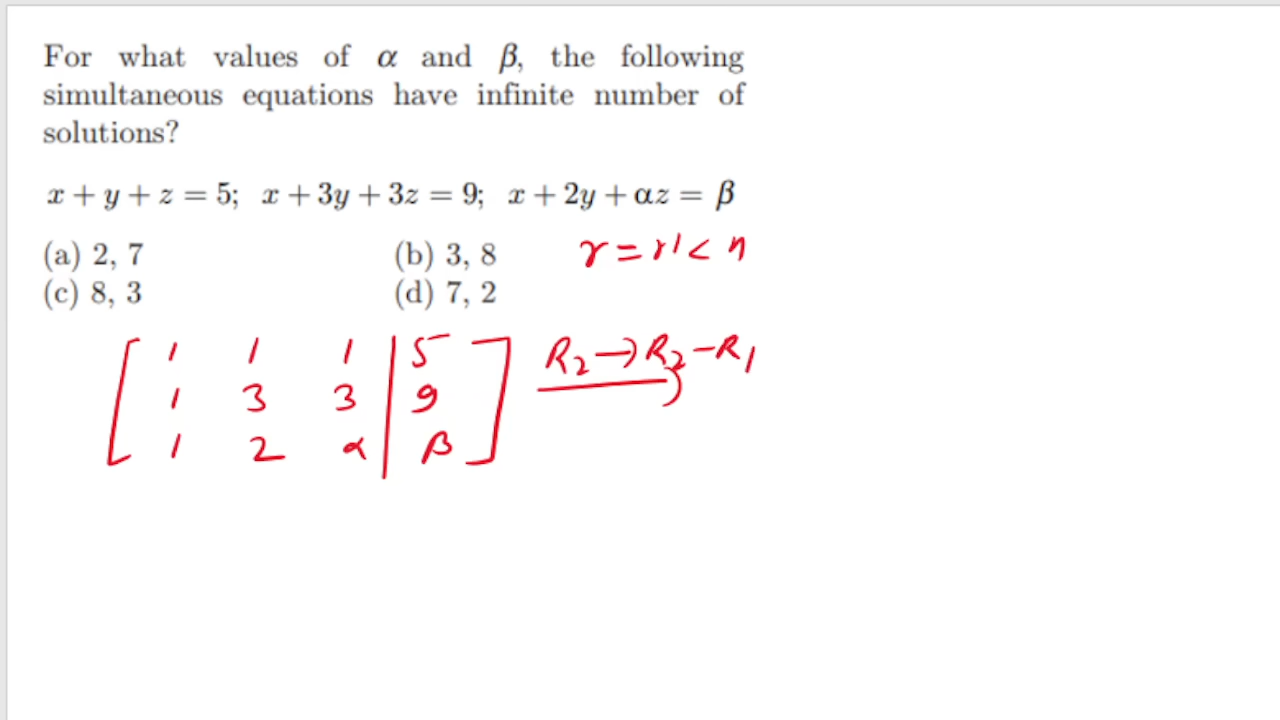 For what values of α and β, the following
simultaneous equations have infinite number of
solutions?
x + y + z = 5; x + 3y + 3z = 9; x + 2y + αz = β
(a) 2, 7 (b) 3, 8 r = r' < n
(c) 8, 3 (d) 7, 2
[ 1 1 1 | 5 ] R₂ → R₂ - R₁
1 3 3 | 9
1 2 α | β